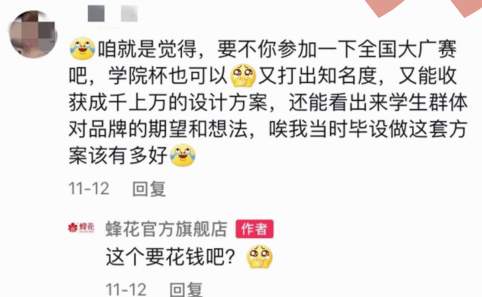 咱就是觉得，要不你参加一下全国大广赛
吧，学院杯也可以又打出知名度，又能收
获成千上万的设计方案，还能看出来学生群体
对品牌的期望和想法，唉我当时毕设做这套方
案该有多好
11-12 回复
蜂花 蜂花官方旗舰店 作者
这个要花钱吧？
11-12 回复